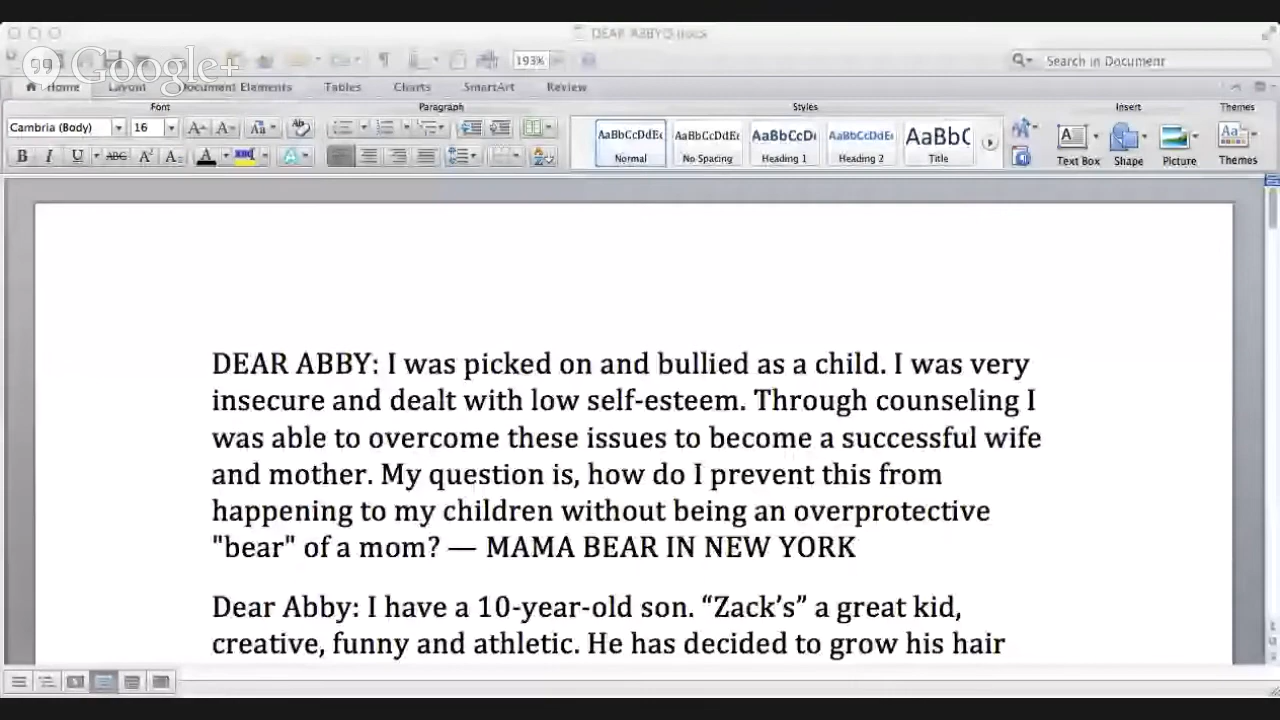 DEAR ABBYQ.docx
Google+
193%
Search in Document
Home Layout Document Elements Tables Charts SmartArt Review
Font Paragraph Styles Insert Themes
Cambria (Body) 16
AaBbCcDdEe AaBbCcDdEe AaBbCcDc AaBbCcDdEe AaBbC
Normal No Spacing Heading 1 Heading 2 Title
Text Box Shape Picture Themes
DEAR ABBY: I was picked on and bullied as a child. I was very
insecure and dealt with low self-esteem. Through counseling I
was able to overcome these issues to become a successful wife
and mother. My question is, how do I prevent this from
happening to my children without being an overprotective
"bear" of a mom? — MAMA BEAR IN NEW YORK
Dear Abby: I have a 10-year-old son. “Zack’s” a great kid,
creative, funny and athletic. He has decided to grow his hair